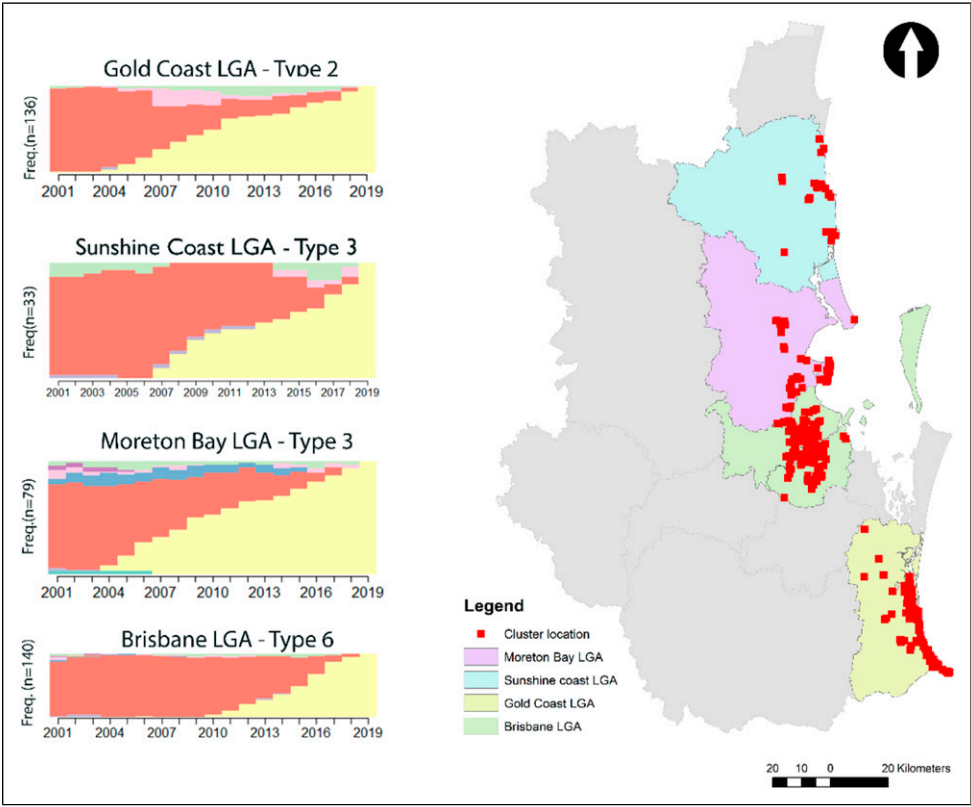 Gold Coast LGA - Type 2
Freq.(n=136)
2001 2004 2007 2010 2013 2016 2019
Sunshine Coast LGA - Type 3
Freq(n=33)
2001 2003 2005 2007 2009 2011 2013 2015 2017 2019
Moreton Bay LGA - Type 3
Freq.(n=79)
2001 2004 2007 2010 2013 2016 2019
Brisbane LGA - Type 6
Freq.(n=140)
2001 2004 2007 2010 2013 2016 2019
Legend
Cluster location
Moreton Bay LGA
Sunshine coast LGA
Gold Coast LGA
Brisbane LGA
20 10 0 20 Kilometers